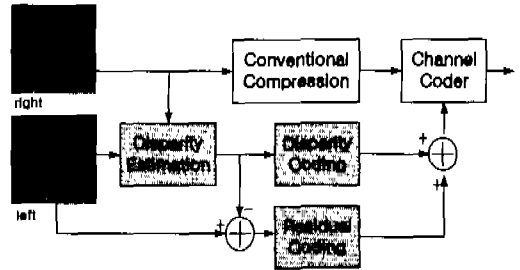 Conventional
Compression
Channel
Coder
right
Disparity
Estimation
Disparity
Coding
+
+
left
−
+
Residual
Coding